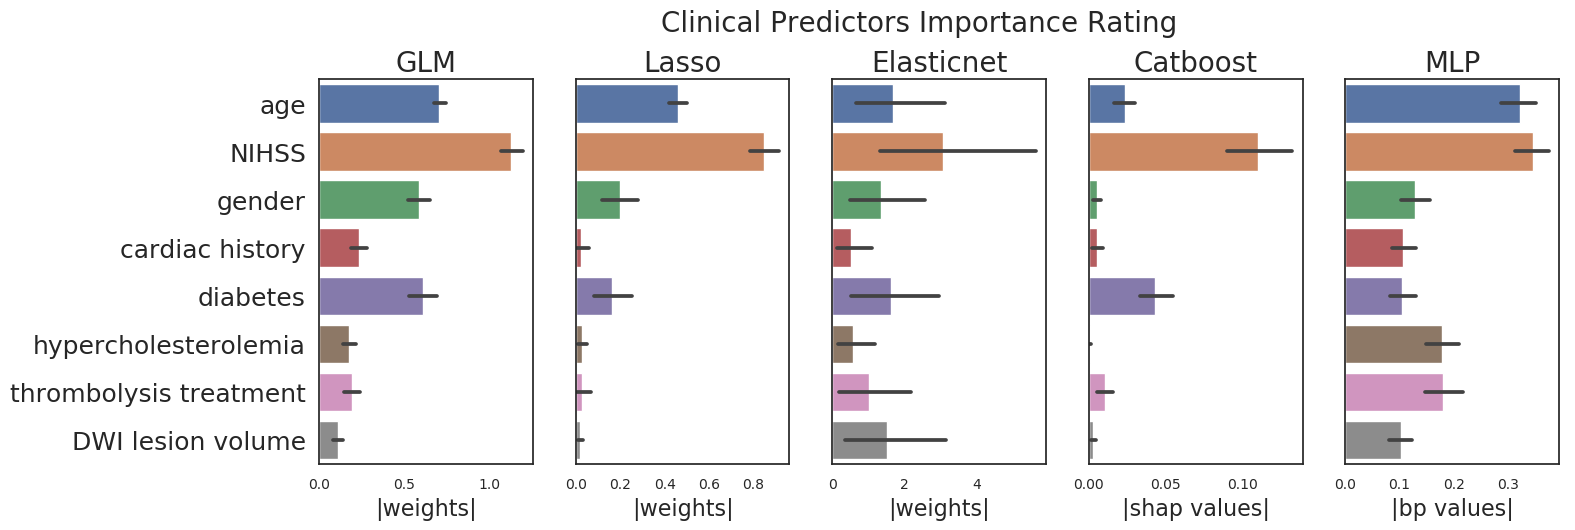 Clinical Predictors Importance Rating
GLM Lasso Elasticnet Catboost MLP
age
NIHSS
gender
cardiac history
diabetes
hypercholesterolemia
thrombolysis treatment
DWI lesion volume
0.0 0.5 1.0 0.0 0.2 0.4 0.6 0.8 0 2 4 0.00 0.05 0.10 0.0 0.1 0.2 0.3
|weights| |weights| |weights| |shap values| |bp values|